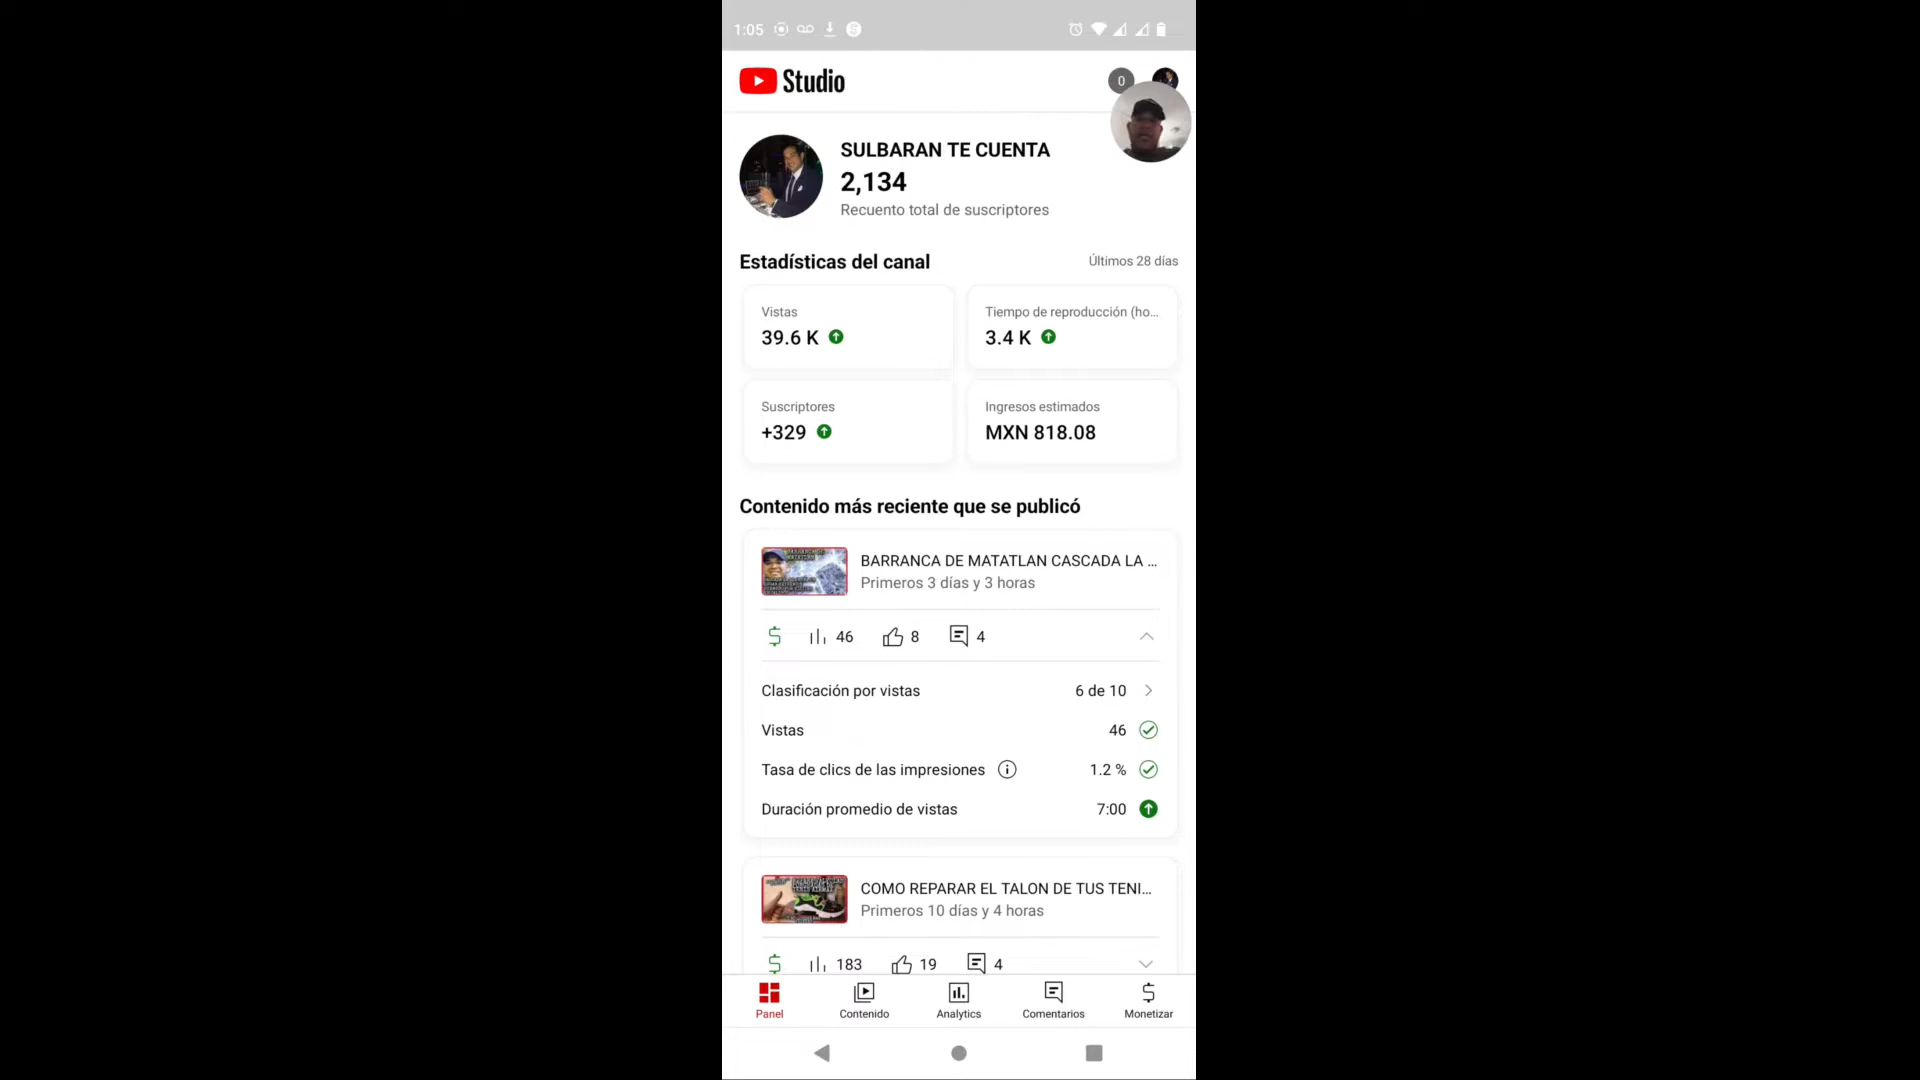 1:05
Studio
0
SULBARAN TE CUENTA
2,134
Recuento total de suscriptores
Estadísticas del canal
Últimos 28 días
Vistas
39.6 K
Tiempo de reproducción (ho...
3.4 K
Suscriptores
+329
Ingresos estimados
MXN 818.08
Contenido más reciente que se publicó
BARRANCA DE MATATLAN CASCADA LA ...
Primeros 3 días y 3 horas
46
8
4
Clasificación por vistas
6 de 10
Vistas
46
Tasa de clics de las impresiones
1.2 %
Duración promedio de vistas
7:00
COMO REPARAR EL TALON DE TUS TENI...
Primeros 10 días y 4 horas
183
19
4
Panel
Contenido
Analytics
Comentarios
Monetizar